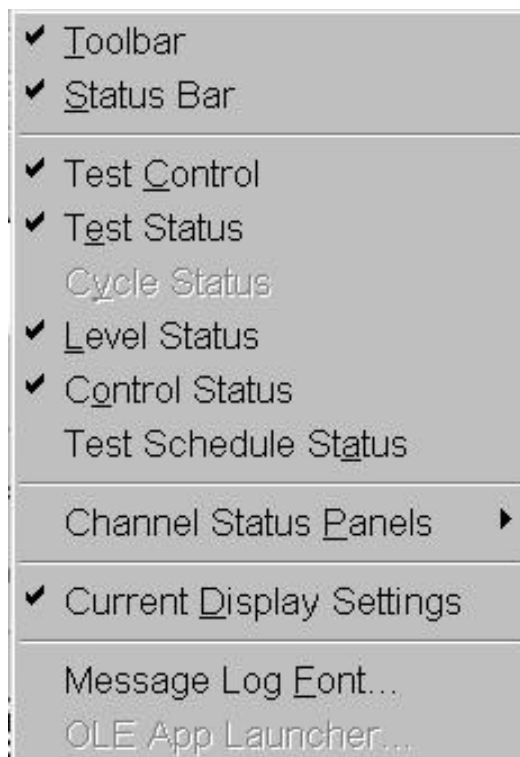 Toolbar
Status Bar
Test Control
Test Status
Cycle Status
Level Status
Control Status
Test Schedule Status
Channel Status Panels
Current Display Settings
Message Log Font...
OLE App Launcher...